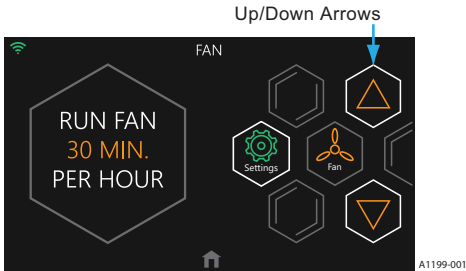 Up/Down Arrows
FAN
RUN FAN
30 MIN.
PER HOUR
Settings
Fan
A1199-001